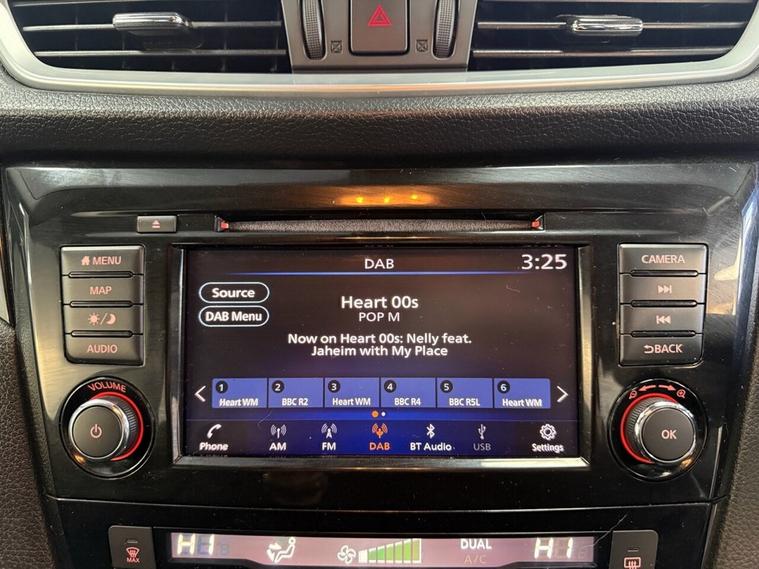 DAB
3:25
Source
DAB Menu
Heart 00s
POP M
Now on Heart 00s: Nelly feat.
Jaheim with My Place
1 Heart WM
2 BBC R2
3 Heart WM
4 BBC R4
5 BBC R5L
6 Heart WM
Phone
AM
FM
DAB
BT Audio
USB
Settings
MENU
MAP
AUDIO
VOLUME
CAMERA
BACK
OK
MAX
HI
DUAL
A/C
HI